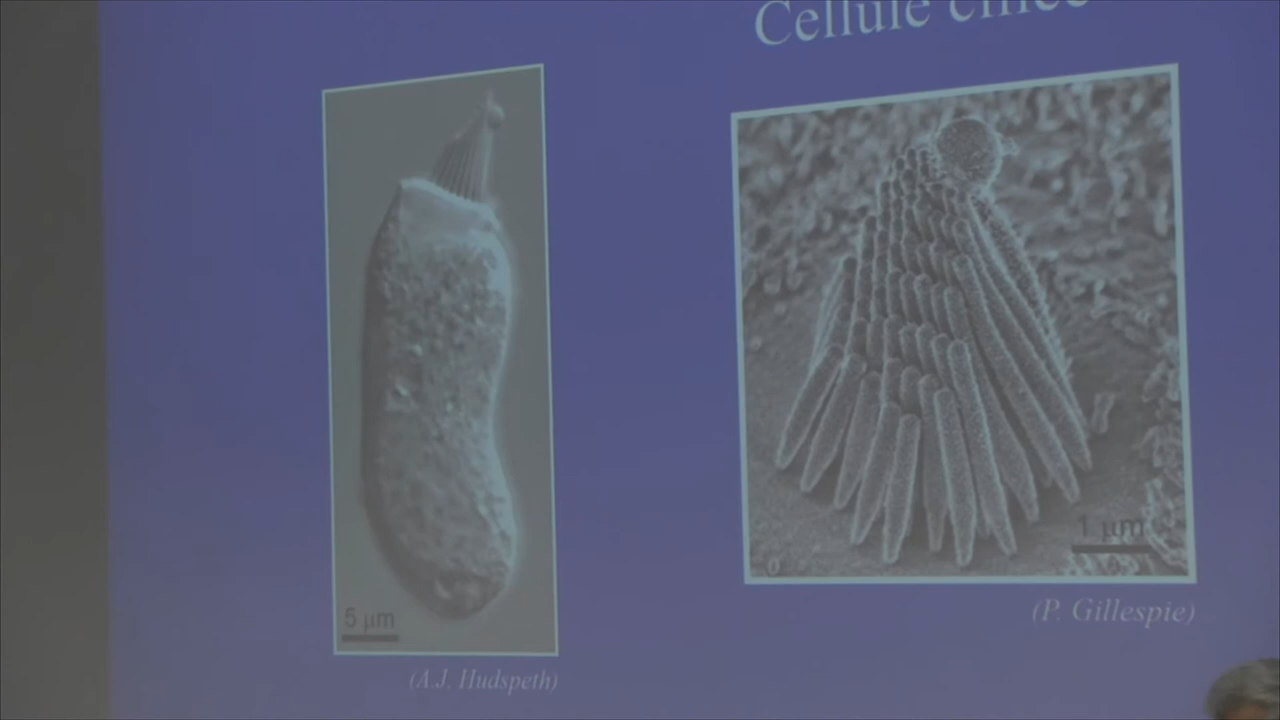 Cellule
5 μm
1 μm
(A.J. Hudspeth)
(P. Gillespie)